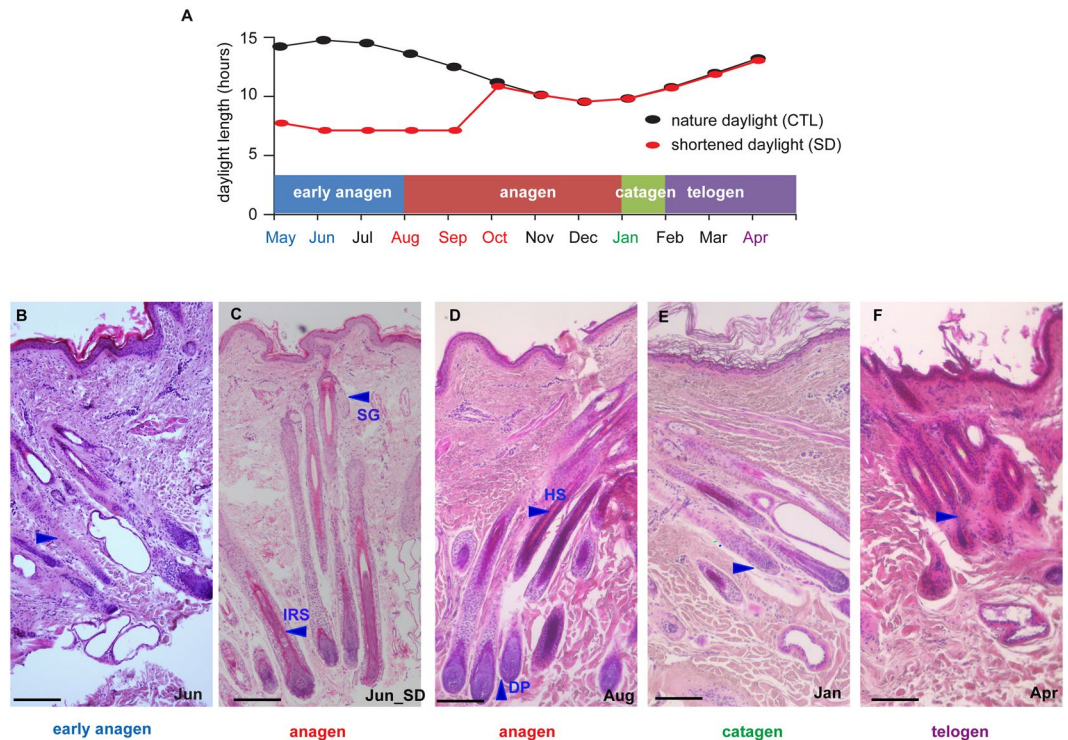 A
daylight length (hours)
15
10
5
0
nature daylight (CTL)
shortened daylight (SD)
early anagen anagen catagen telogen
May Jun Jul Aug Sep Oct Nov Dec Jan Feb Mar Apr
B C D E F
SG
HS
IRS
DP
Jun Jun_SD Aug Jan Apr
early anagen anagen anagen catagen telogen